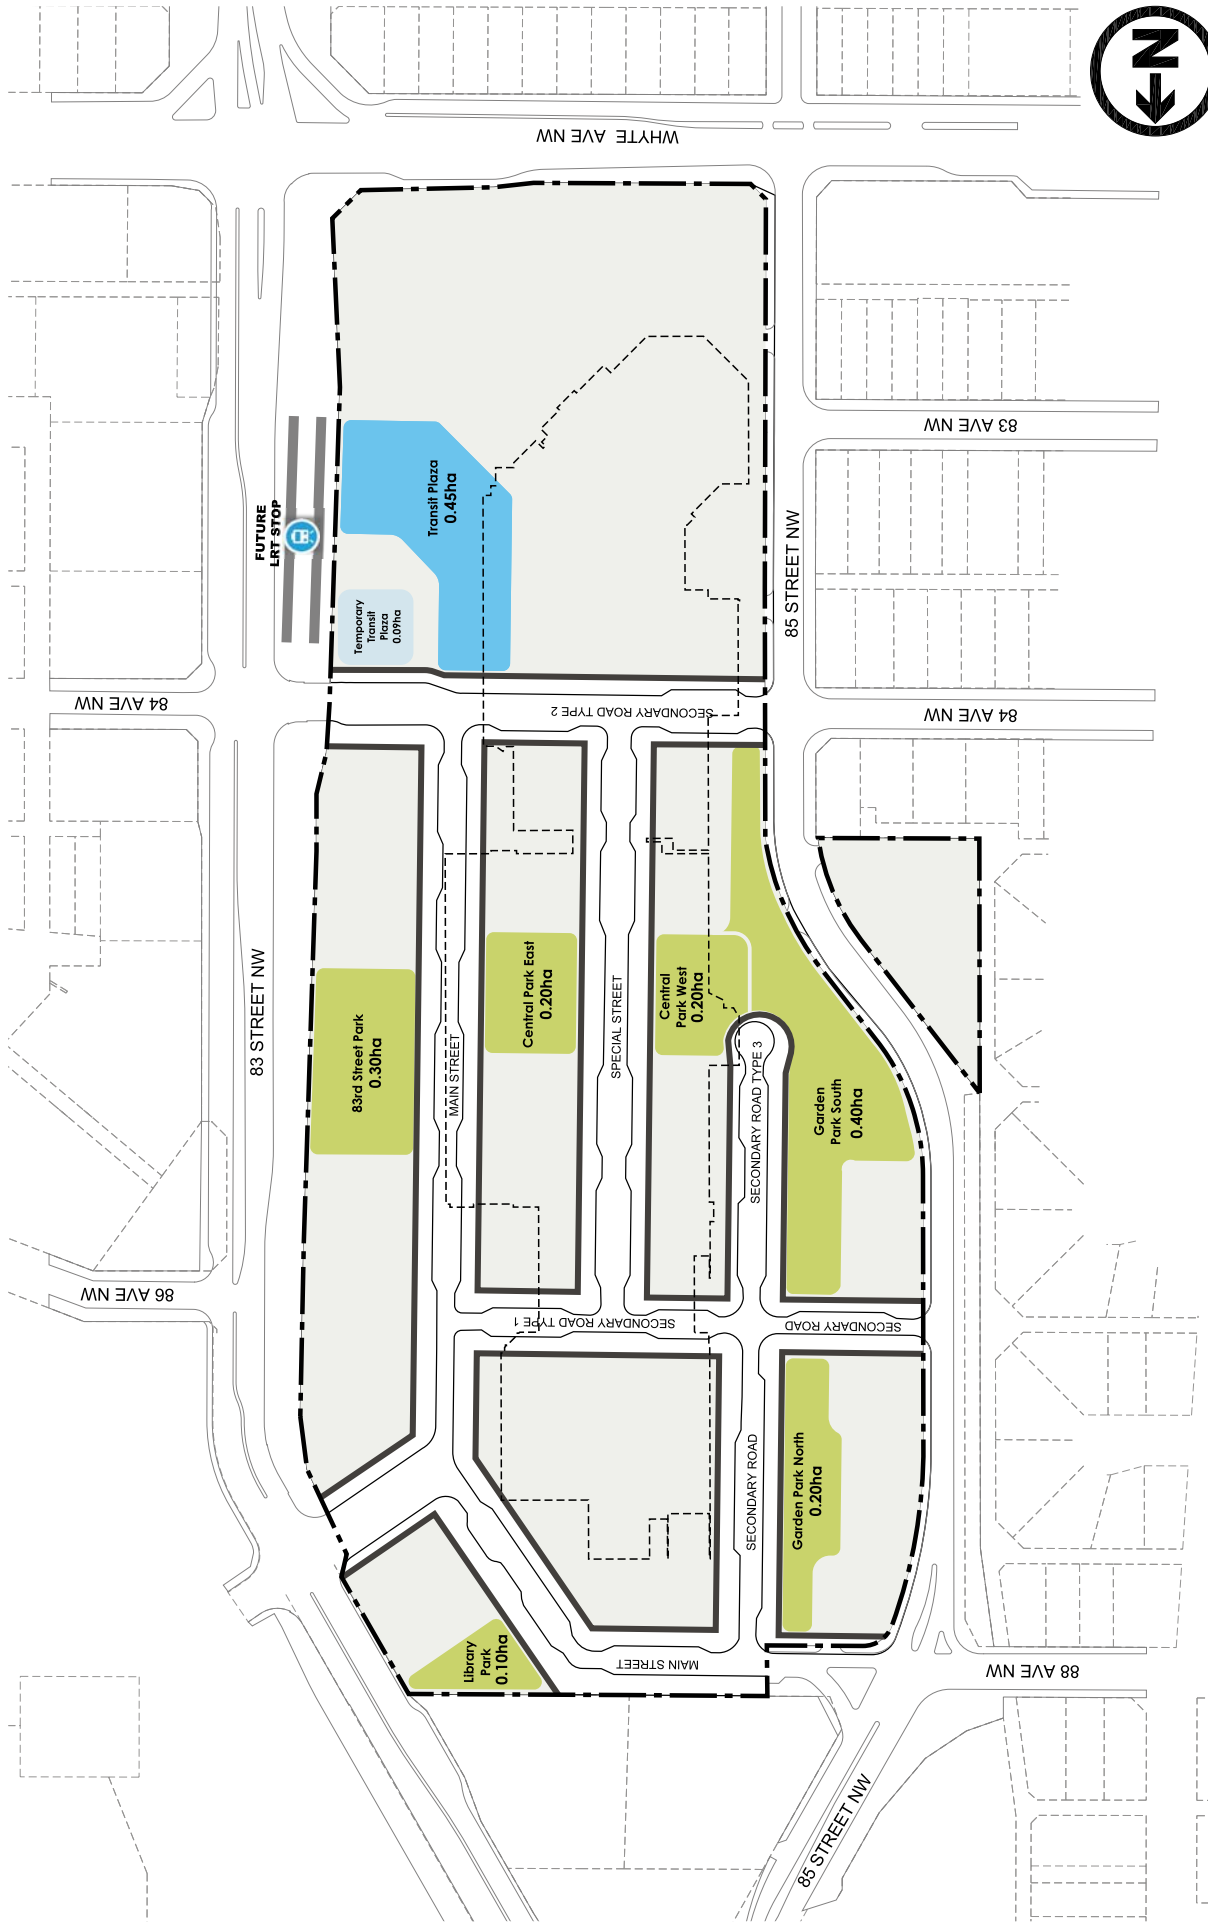 N
WHYTE AVE NW
83 AVE NW
FUTURE
LRT STOP
Transit Plaza
0.45ha
85 STREET NW
Temporary
Transit
Plaza
0.09ha
84 AVE NW
SECONDARY ROAD TYPE 2
84 AVE NW
83 STREET NW
83rd Street Park
0.30ha
MAIN STREET
Central Park East
0.20ha
SPECIAL STREET
Central
Park West
0.20ha
SECONDARY ROAD TYPE 3
Garden
Park South
0.40ha
86 AVE NW
SECONDARY ROAD TYPE 1
SECONDARY ROAD
SECONDARY ROAD
Garden Park North
0.20ha
Library
Park
0.10ha
MAIN STREET
88 AVE NW
85 STREET NW